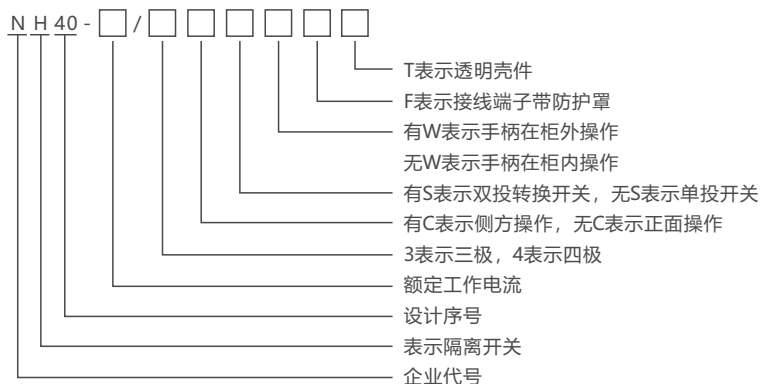 NH40-□/□□□□□□
T表示透明壳件
F表示接线端子带防护罩
有W表示手柄在柜外操作
无W表示手柄在柜内操作
有S表示双投转换开关，无S表示单投开关
有C表示侧方操作，无C表示正面操作
3表示三极，4表示四极
额定工作电流
设计序号
表示隔离开关
企业代号